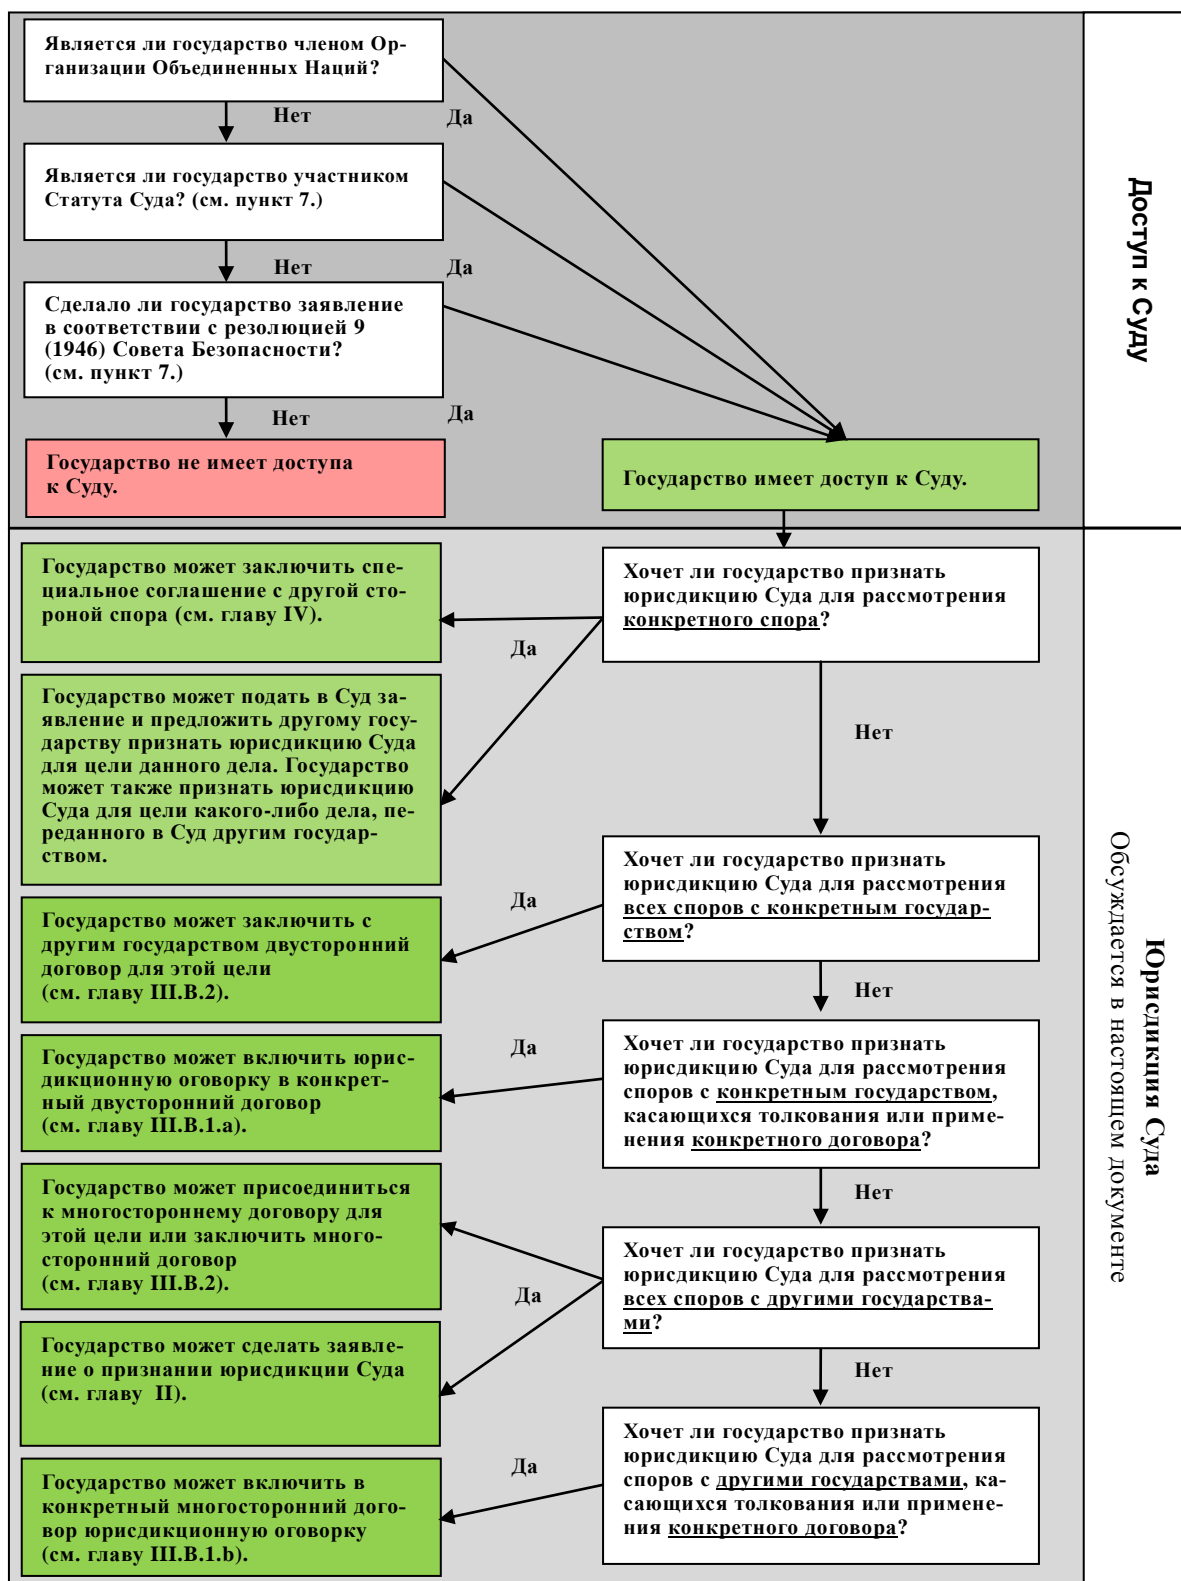 Является ли государство членом Ор-
ганизации Объединенных Наций?
Нет
Да
Является ли государство участником
Статута Суда? (см. пункт 7.)
Нет
Да
Сделало ли государство заявление
в соответствии с резолюцией 9
(1946) Совета Безопасности?
(см. пункт 7.)
Нет
Да
Государство не имеет доступа
к Суду.
Государство имеет доступ к Суду.
Доступ к Суду
Государство может заключить спе-
циальное соглашение с другой сто-
роной спора (см. главу IV).
Хочет ли государство признать
юрисдикцию Суда для рассмотрения
конкретного спора?
Да
Государство может подать в Суд за-
явление и предложить другому госу-
дарству признать юрисдикцию Суда
для цели данного дела. Государство
может также признать юрисдикцию
Суда для цели какого-либо дела, пе-
реданного в Суд другим государ-
ством.
Нет
Хочет ли государство признать
юрисдикцию Суда для рассмотрения
всех споров с конкретным государ-
ством?
Да
Государство может заключить с
другим государством двусторонний
договор для этой цели
(см. главу III.B.2).
Нет
Хочет ли государство признать
юрисдикцию Суда для рассмотрения
споров с конкретным государством,
касающихся толкования или приме-
нения конкретного договора?
Да
Государство может включить юрис-
дикционную оговорку в конкрет-
ный двусторонний договор
(см. главу III.B.1.a).
Нет
Государство может присоединиться
к многостороннему договору для
этой цели или заключить много-
сторонний договор
(см. главу III.B.2).
Хочет ли государство признать
юрисдикцию Суда для рассмотрения
всех споров с другими государства-
ми?
Да
Государство может сделать заявле-
ние о признании юрисдикции Суда
(см. главу II).
Нет
Хочет ли государство признать
юрисдикцию Суда для рассмотрения
споров с другими государствами, ка-
сающихся толкования или примене-
ния конкретного договора?
Да
Государство может включить в
конкретный многосторонний дого-
вор юрисдикционную оговорку
(см. главу III.B.1.b).
Юрисдикция Суда
Обсуждается в настоящем документе